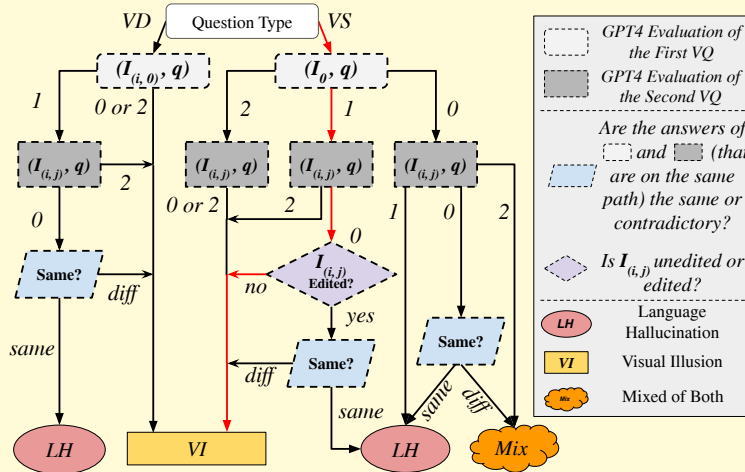 VD
Question Type
VS
(I(i, 0), q)
(I0, q)
1
0 or 2
2
1
0
(I(i,j), q)
2
(I(i,j), q)
(I(i,j), q)
(I(i,j), q)
0
0 or 2
2
0
1
0
2
Same?
diff
no
I(i,j)
Edited?
yes
same
Same?
diff
same
Same?
same
diff
LH
VI
LH
Mix
GPT4 Evaluation of
the First VQ
GPT4 Evaluation of
the Second VQ
Are the answers of
and (that
are on the same
path) the same or
contradictory?
Is I(i,j) unedited or
edited?
LH
Language
Hallucination
VI
Visual Illusion
Mix
Mixed of Both